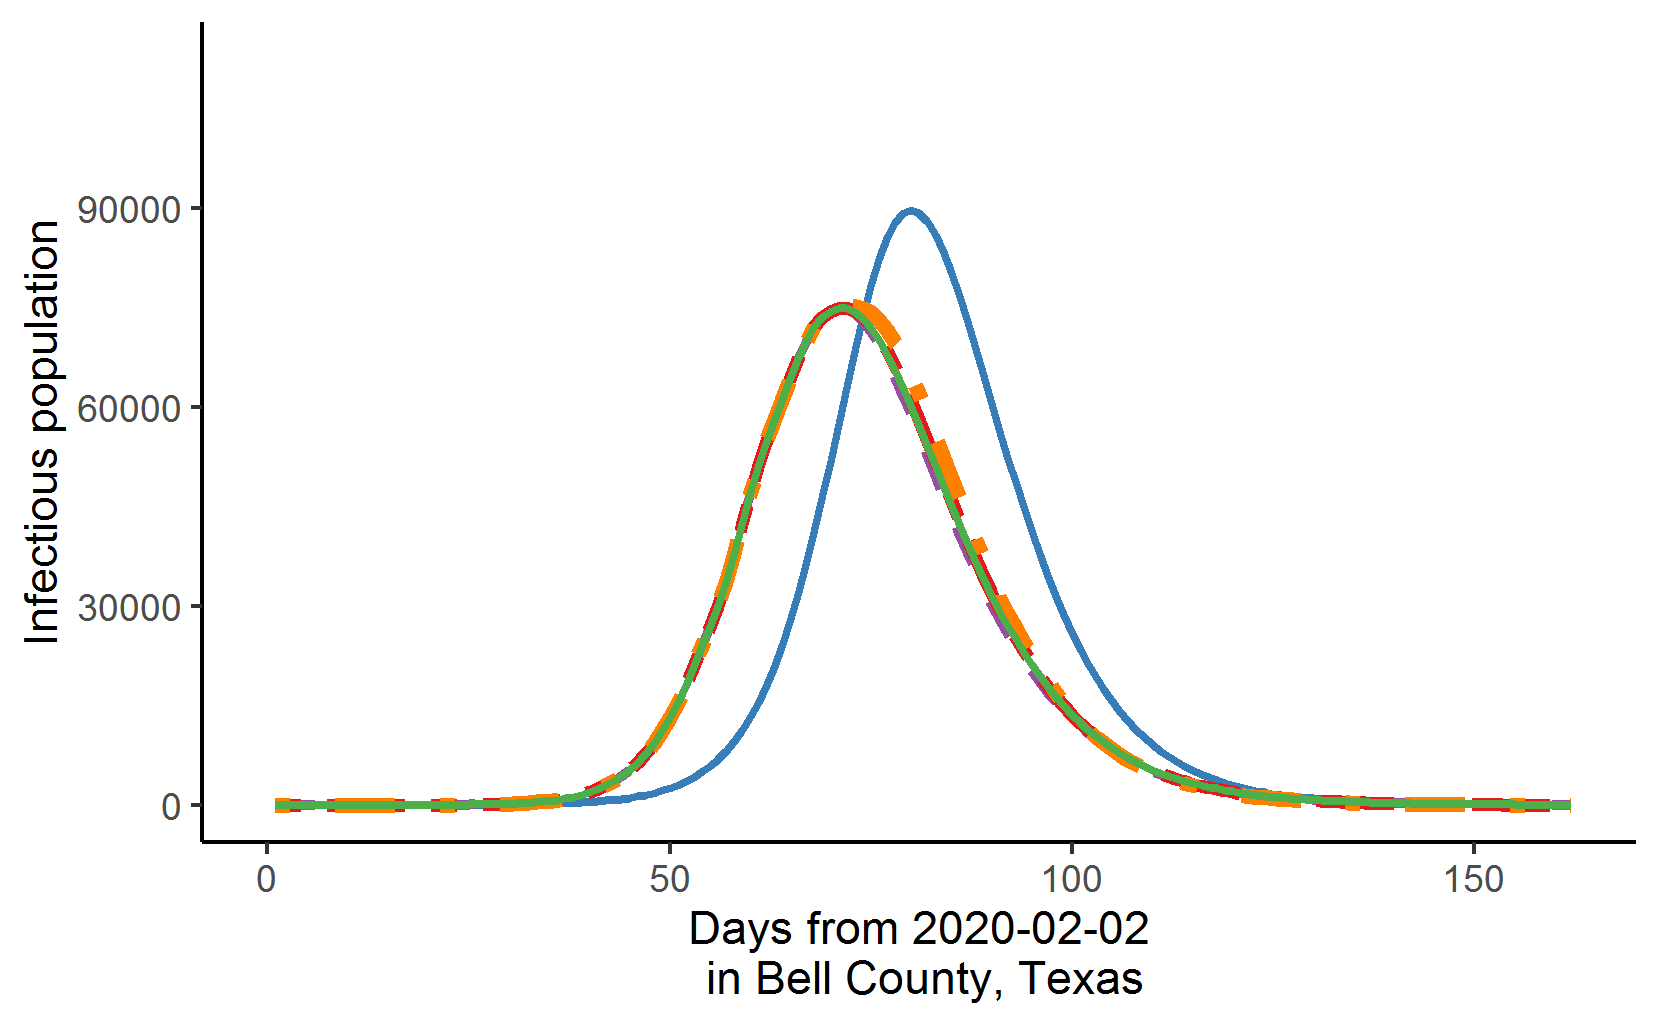 Infectious population
90000
60000
30000
0
0 50 100 150
Days from 2020-02-02
in Bell County, Texas